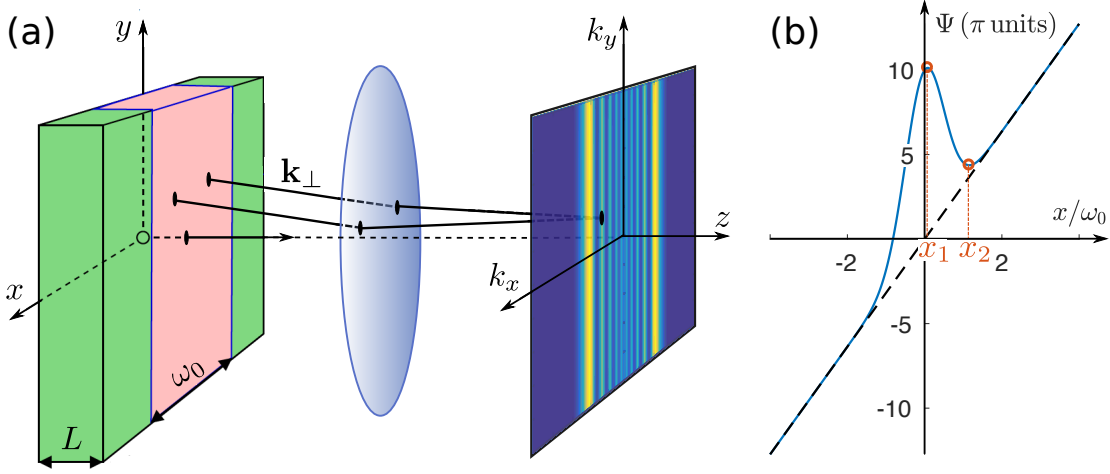 (a)
y
x
L
ω₀
k⊥
k_y
k_x
z
(b)
Ψ (π units)
10
5
x/ω₀
x₁ x₂
-2
2
-5
-10